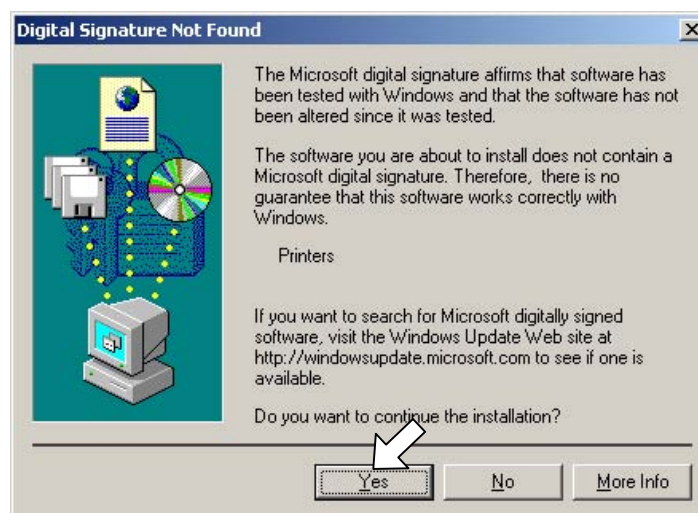 Digital Signature Not Found
The Microsoft digital signature affirms that software has
been tested with Windows and that the software has not
been altered since it was tested.
The software you are about to install does not contain a
Microsoft digital signature. Therefore, there is no
guarantee that this software works correctly with
Windows.
Printers
If you want to search for Microsoft digitally signed
software, visit the Windows Update Web site at
http://windowsupdate.microsoft.com to see if one is
available.
Do you want to continue the installation?
Yes No More Info